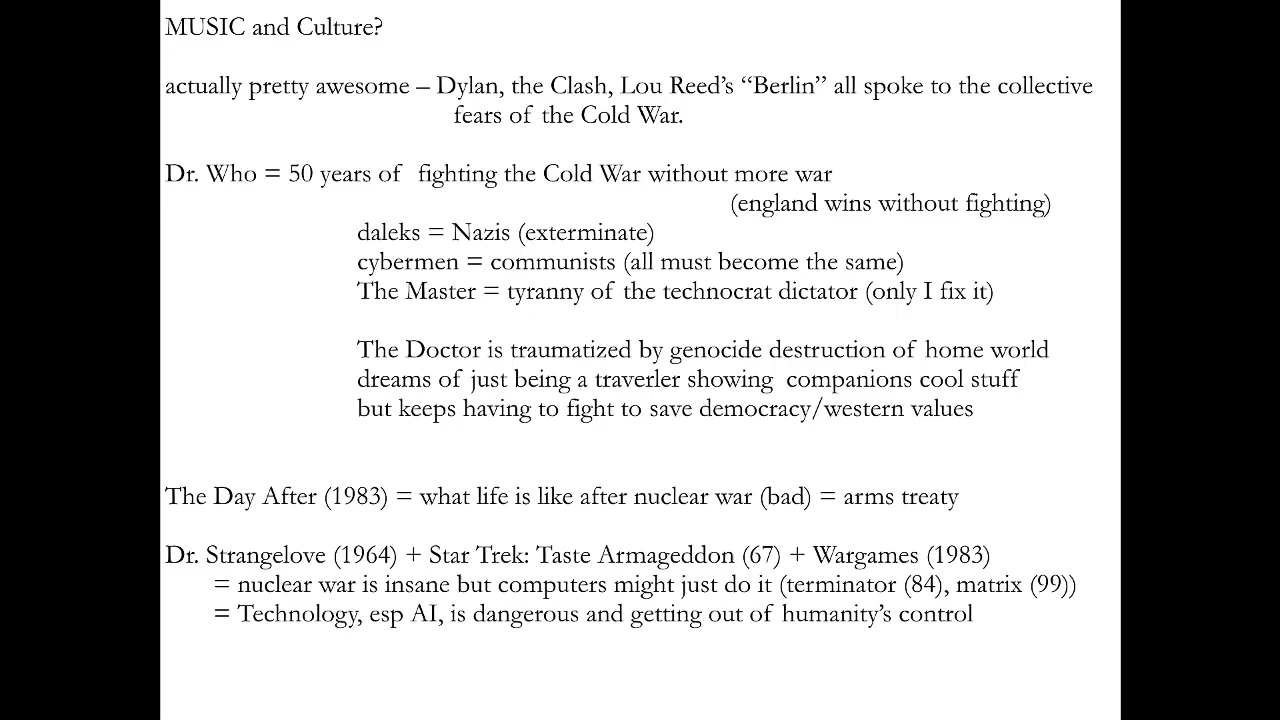 MUSIC and Culture?
actually pretty awesome – Dylan, the Clash, Lou Reed's “Berlin” all spoke to the collective
fears of the Cold War.
Dr. Who = 50 years of fighting the Cold War without more war
(england wins without fighting)
daleks = Nazis (exterminate)
cybermen = communists (all must become the same)
The Master = tyranny of the technocrat dictator (only I fix it)
The Doctor is traumatized by genocide destruction of home world
dreams of just being a traverler showing companions cool stuff
but keeps having to fight to save democracy/western values
The Day After (1983) = what life is like after nuclear war (bad) = arms treaty
Dr. Strangelove (1964) + Star Trek: Taste Armageddon (67) + Wargames (1983)
= nuclear war is insane but computers might just do it (terminator (84), matrix (99))
= Technology, esp AI, is dangerous and getting out of humanity's control